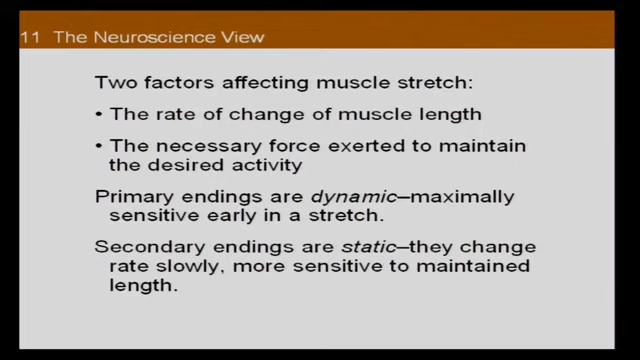 11 The Neuroscience View
Two factors affecting muscle stretch:
• The rate of change of muscle length
• The necessary force exerted to maintain
the desired activity
Primary endings are dynamic—maximally
sensitive early in a stretch.
Secondary endings are static—they change
rate slowly, more sensitive to maintained
length.